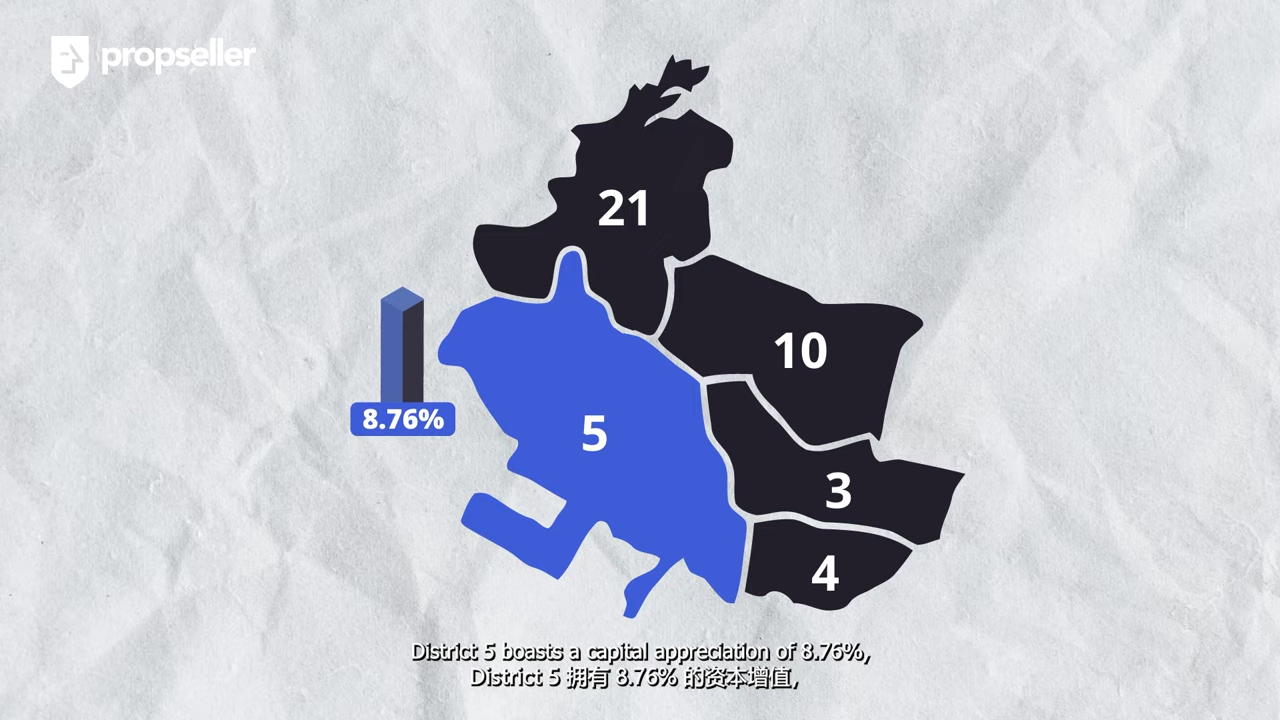 propseller
21
10
8.76%
5
3
4
District 5 boasts a capital appreciation of 8.76%,
District 5 拥有 8.76% 的资本增值,